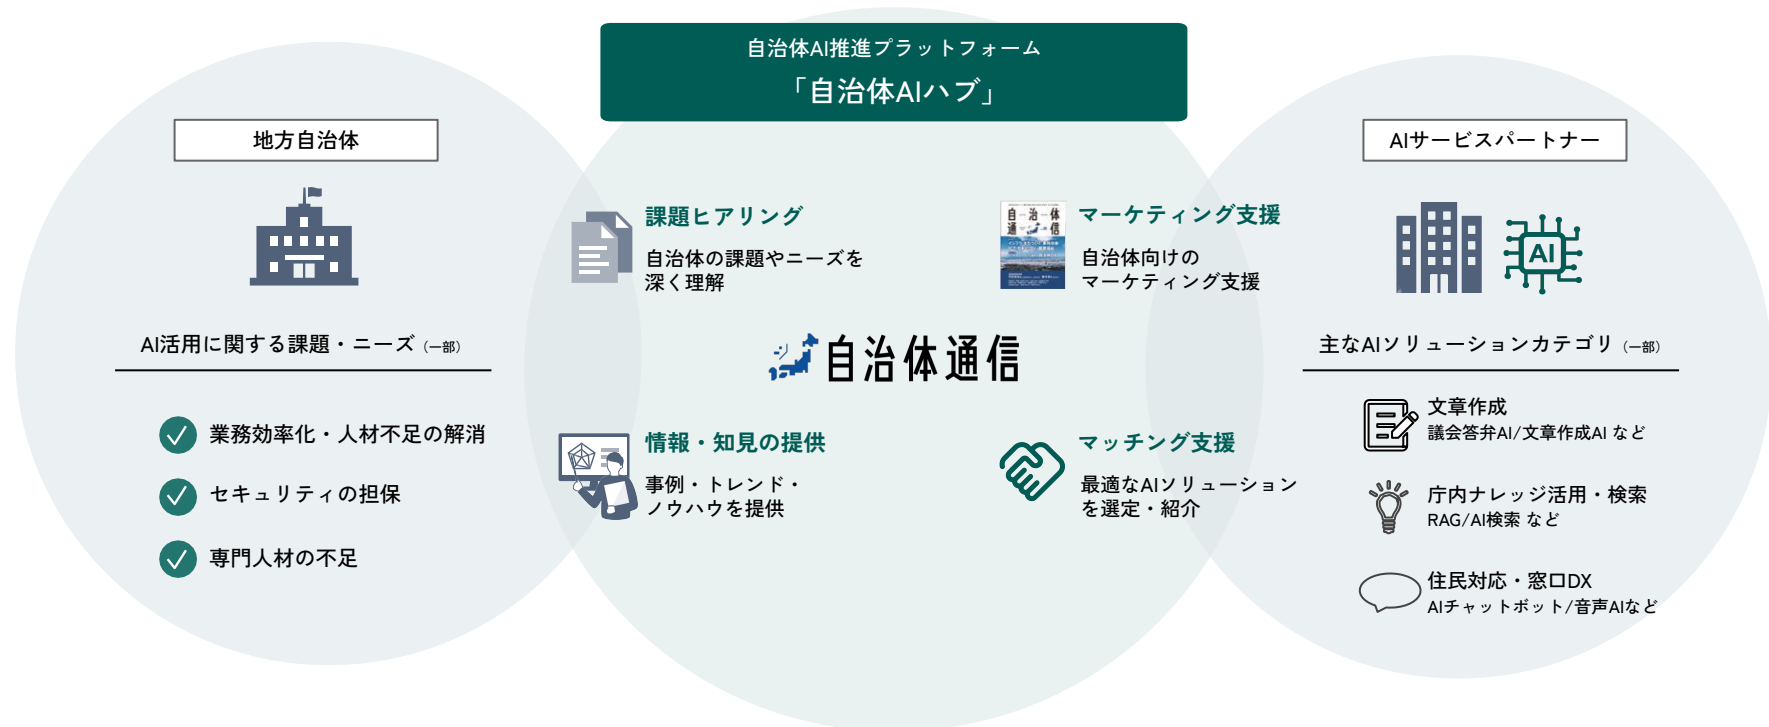 自治体AI推進プラットフォーム
「自治体AIハブ」
地方自治体
AI活用に関する課題・ニーズ（一部）
業務効率化・人材不足の解消
セキュリティの担保
専門人材の不足
課題ヒアリング
自治体の課題やニーズを
深く理解
自治体通信
マーケティング支援
自治体向けの
マーケティング支援
自治体通信
情報・知見の提供
事例・トレンド・
ノウハウを提供
マッチング支援
最適なAIソリューション
を選定・紹介
AIサービスパートナー
AI
主なAIソリューションカテゴリ（一部）
文章作成
議会答弁AI/文章作成AI など
庁内ナレッジ活用・検索
RAG/AI検索 など
住民対応・窓口DX
AIチャットボット/音声AIなど